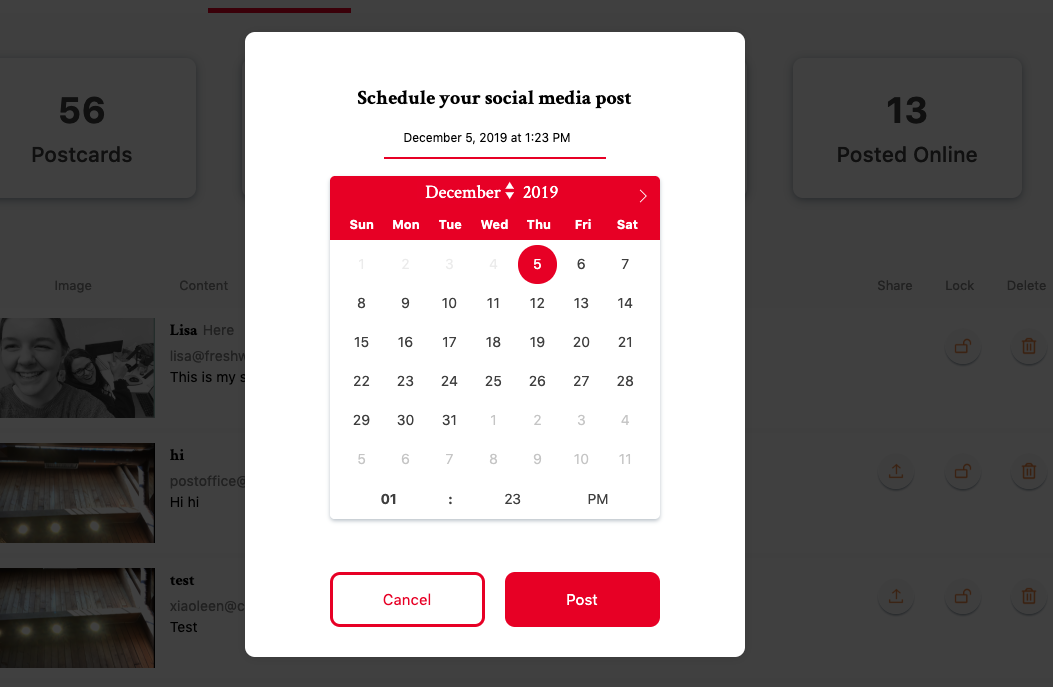 56
Postcards
13
Posted Online
Schedule your social media post
December 5, 2019 at 1:23 PM
December 2019
Sun Mon Tue Wed Thu Fri Sat
1 2 3 4 5 6 7
8 9 10 11 12 13 14
15 16 17 18 19 20 21
22 23 24 25 26 27 28
29 30 31 1 2 3 4
5 6 7 8 9 10 11
01 : 23 PM
Cancel Post
Image Content Share Lock Delete
Lisa Here
lisa@freshw
This is my s
hi
postoffice@
Hi hi
test
xiaoleen@c
Test